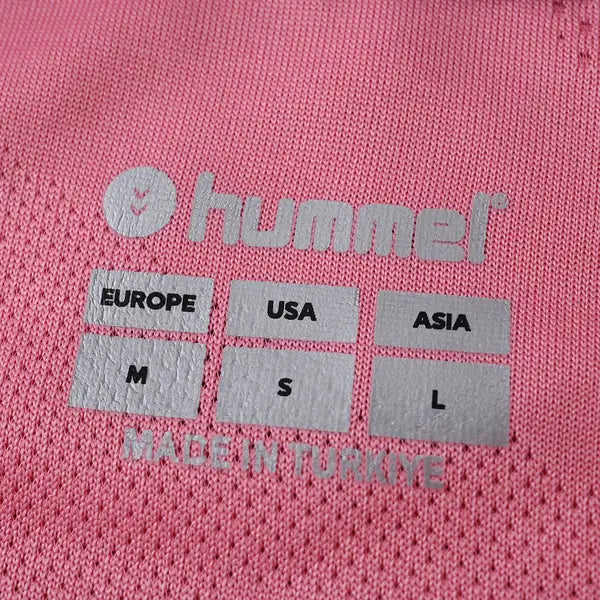 hummel®
EUROPE USA ASIA
M S L
MADE IN TURKIYE